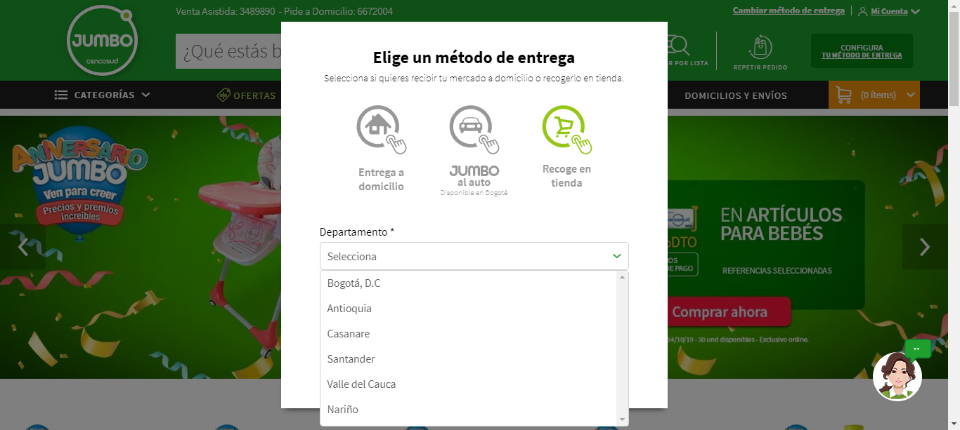 Venta Asistida: 3489890 - Pide a Domicilio: 6672004
Cambiar método de entrega
Mi Cuenta
JUMBO
cencosud
¿Qué estás b
POR LISTA
REPETIR PEDIDO
CONFIGURA
TU MÉTODO DE ENTREGA
CATEGORÍAS
OFERTAS
DOMICILIOS Y ENVÍOS
(0 ítems)
Elige un método de entrega
Selecciona si quieres recibir tu mercado a domicilio o recogerlo en tienda.
Entrega a
domicilio
JUMBO
al auto
Disponible en Bogotá
Recoge en
tienda
Departamento *
Selecciona
Bogotá, D.C
Antioquia
Casanare
Santander
Valle del Cauca
Nariño
ANIVERSARIO
JUMBO
Ven para creer
Precios y premios
increíbles
cencosud
DTO
DE PAGO
EN ARTÍCULOS
PARA BEBÉS
REFERENCIAS SELECCIONADAS
Comprar ahora
14/10/19 - 30 und disponibles - Exclusivo online.